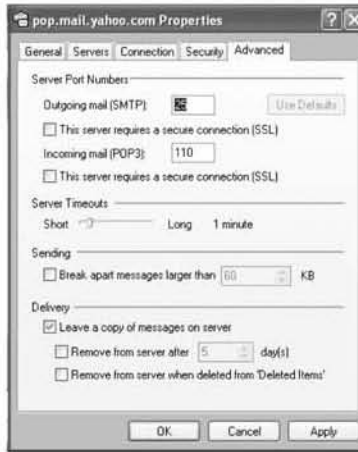 pop.mail.yahoo.com Properties
General Servers Connection Security Advanced
Server Port Numbers
Outgoing mail (SMTP): 25 Use Defaults
This server requires a secure connection (SSL)
Incoming mail (POP3): 110
This server requires a secure connection (SSL)
Server Timeouts
Short Long 1 minute
Sending
Break apart messages larger than 60 KB
Delivery
Leave a copy of messages on server
Remove from server after 5 day(s)
Remove from server when deleted from 'Deleted Items'
OK Cancel Apply